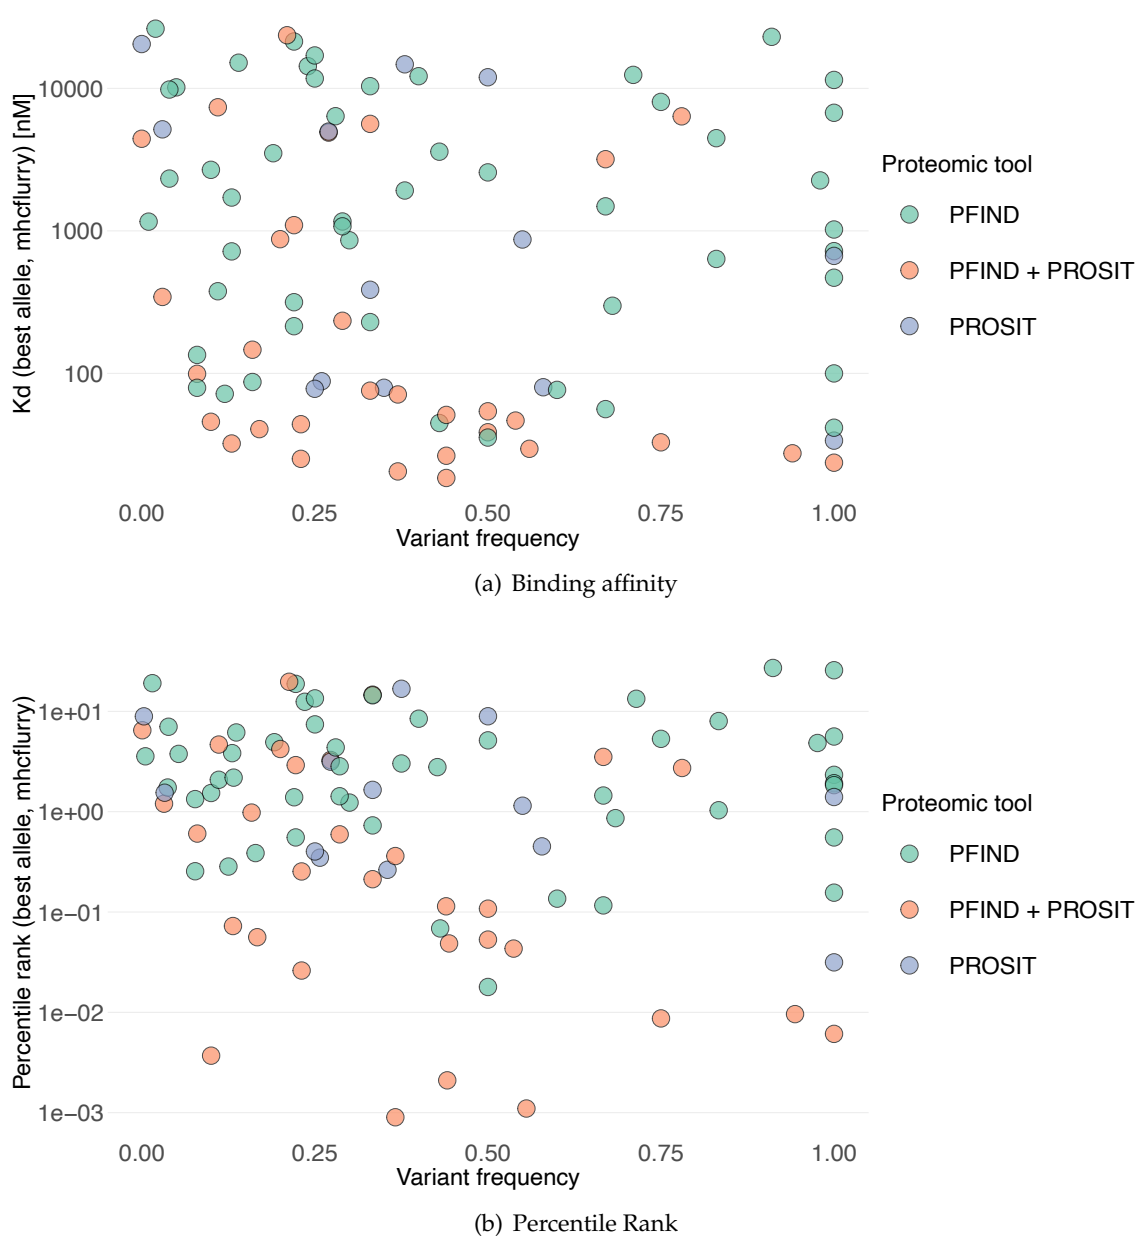 Kd (best allele, mhcflurry) [nM]
10000
1000
100
0.00 0.25 0.50 0.75 1.00
Variant frequency
Proteomic tool
PFIND
PFIND + PROSIT
PROSIT
(a) Binding affinity
Percentile rank (best allele, mhcflurry)
1e+01
1e+00
1e−01
1e−02
1e−03
0.00 0.25 0.50 0.75 1.00
Variant frequency
Proteomic tool
PFIND
PFIND + PROSIT
PROSIT
(b) Percentile Rank